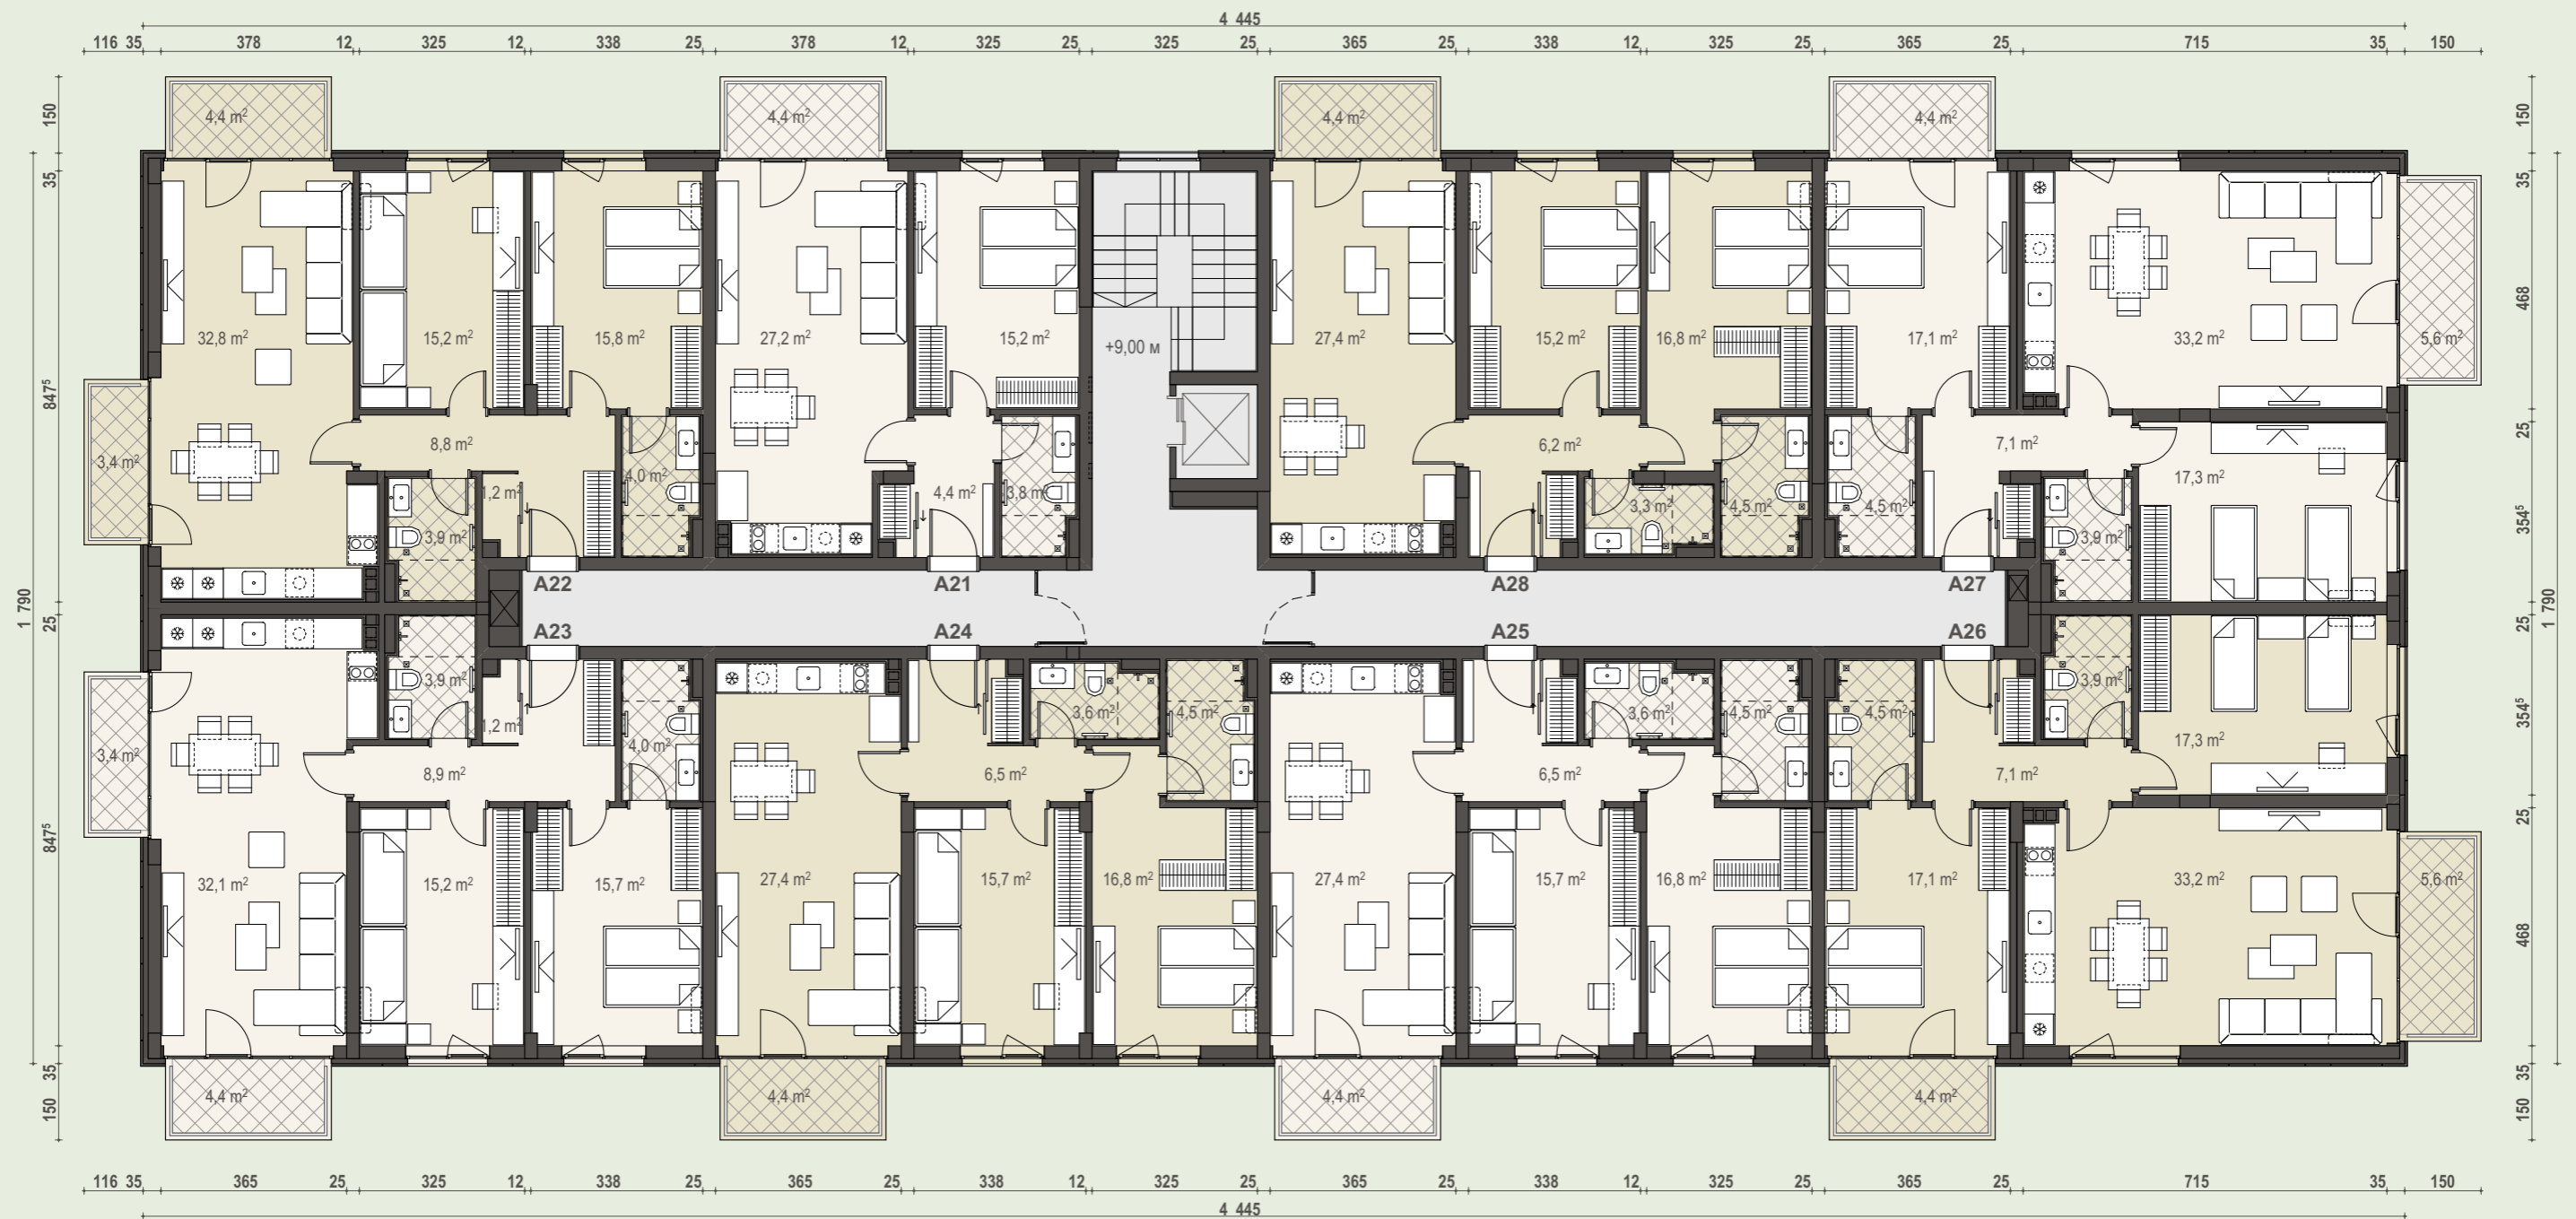 4 445
116 35 378 12 325 12 338 25 378 12 325 25 325 25 365 25 338 12 325 25 365 25 715 35 150
150 35 847⁵ 25 847⁵ 35 150
1 790
4,4 m² 4,4 m² 4,4 m² 4,4 m²
32,8 m² 15,2 m² 15,8 m² 27,2 m² 15,2 m² +9,00 м 27,4 m² 15,2 m² 16,8 m² 17,1 m² 33,2 m² 5,6 m²
3,4 m² 8,8 m² 6,2 m² 7,1 m²
1,2 m² 4,0 m² 4,4 m² 3,8 m² 3,3 m² 4,5 m² 4,5 m² 17,3 m²
3,9 m² 3,9 m²
A22 A21 A28 A27
A23 A24 A25 A26
3,9 m² 3,9 m²
1,2 m² 4,0 m² 3,6 m² 4,5 m² 3,6 m² 4,5 m² 4,5 m² 17,3 m²
3,4 m² 8,9 m² 6,5 m² 6,5 m² 7,1 m²
32,1 m² 15,2 m² 15,7 m² 27,4 m² 15,7 m² 16,8 m² 27,4 m² 15,7 m² 16,8 m² 17,1 m² 33,2 m² 5,6 m²
4,4 m² 4,4 m² 4,4 m² 4,4 m²
150 35 468 25 354⁵ 25 354⁵ 25 468 35 150
1 790
116 35 365 25 325 12 338 25 365 25 338 12 325 25 365 25 338 12 325 25 365 25 715 35 150
4 445